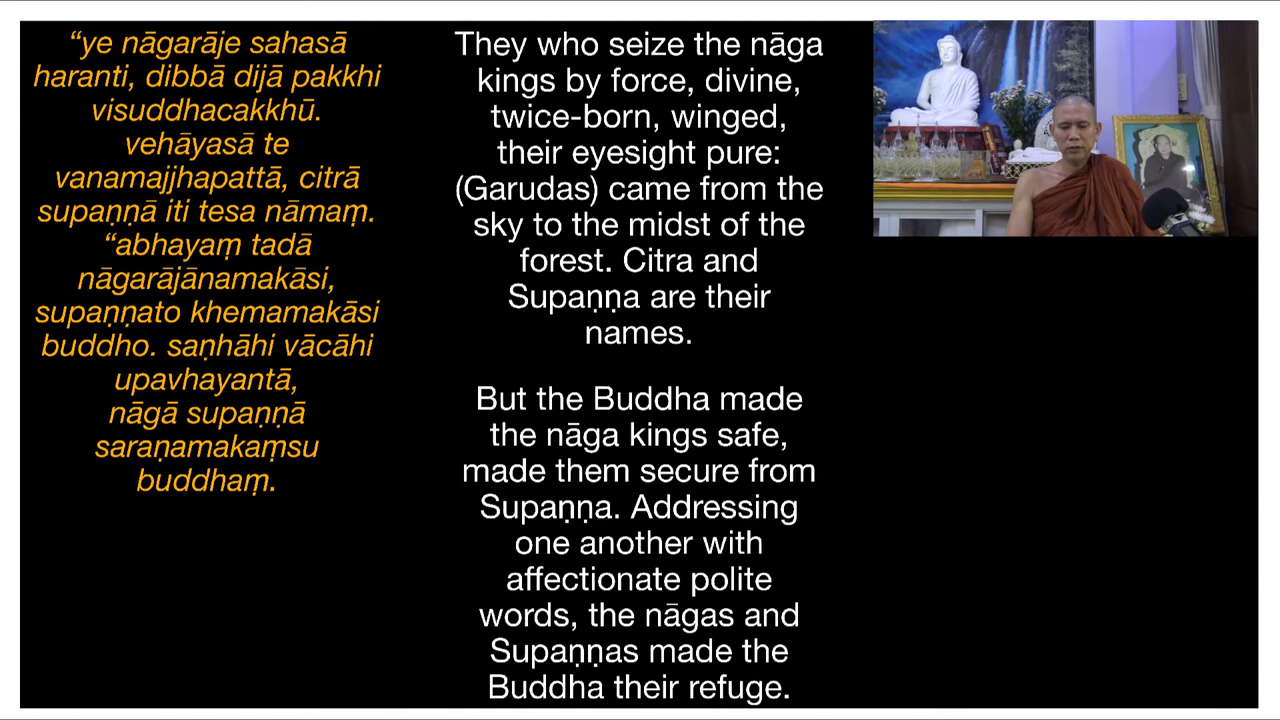 “ye nāgarāje sahasā
haranti, dibbā dijā pakkhi
visuddhacakkhū.
vehāyasā te
vanamajjhapattā, citrā
supaṇṇā iti tesa nāmaṃ.
“abhayaṃ tadā
nāgarājānamakāsi,
supaṇṇato khemamakāsi
buddho. saṇhāhi vācāhi
upavhayantā,
nāgā supaṇṇā
saraṇamakaṃsu
buddhaṃ.
They who seize the nāga
kings by force, divine,
twice-born, winged,
their eyesight pure:
(Garudas) came from the
sky to the midst of the
forest. Citra and
Supaṇṇa are their
names.
But the Buddha made
the nāga kings safe,
made them secure from
Supaṇṇa. Addressing
one another with
affectionate polite
words, the nāgas and
Supaṇṇas made the
Buddha their refuge.